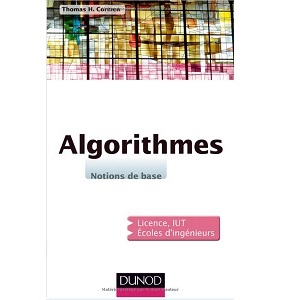 Thomas H. Cormen
Algorithmes
Notions de base
Licence, IUT
Écoles d'ingénieurs
DUNOD